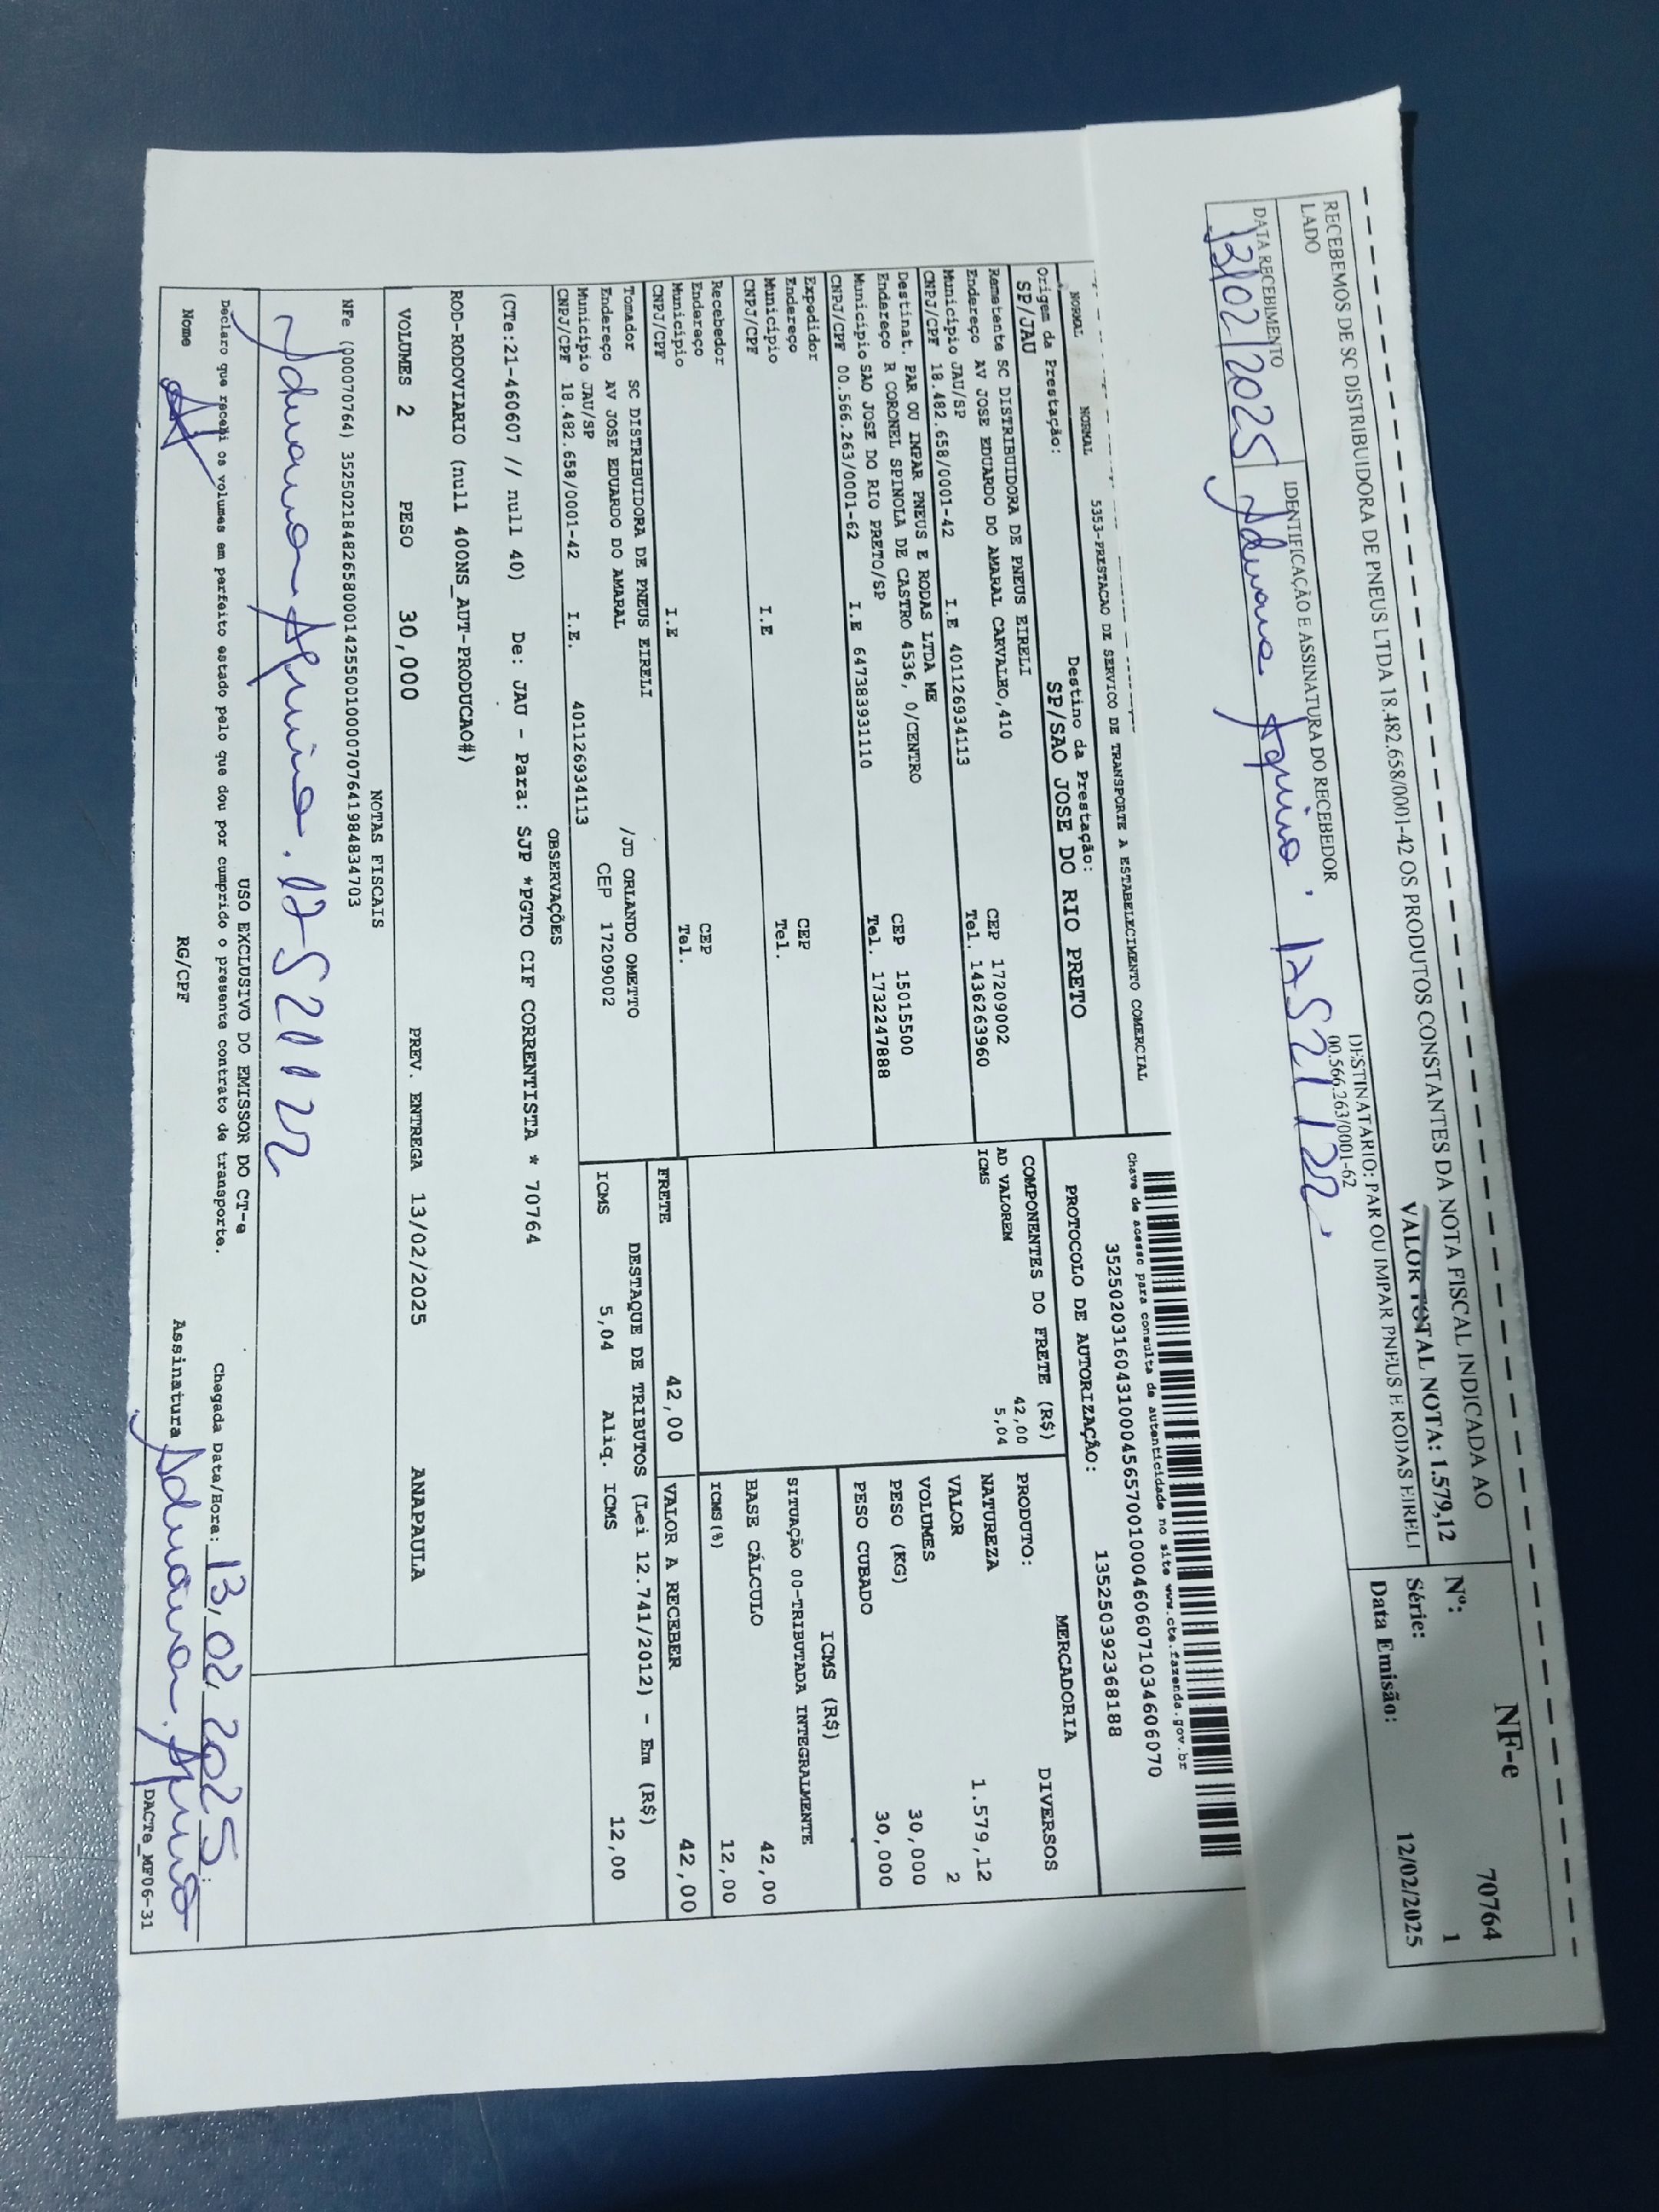 RECEBEMOS DE SC DISTRIBUIDORA DE PNEUS LTDA 18.482.658/0001-42 OS PRODUTOS CONSTANTES DA NOTA FISCAL INDICADA AO
LADO
VALOR TOTAL NOTA: 1.579,12
DESTINATÁRIO: PAR OU IMPAR PNEUS E RODAS EIRELI
00.566.263/0001-62
DATA RECEBIMENTO
13/02/2025
IDENTIFICAÇÃO E ASSINATURA DO RECEBEDOR
NF-e
Nº: 70764
Série: 1
Data Emissão: 12/02/2025
NORMAL NORMAL 5353-PRESTACAO DE SERVICO DE TRANSPORTE A ESTABELECIMENTO COMERCIAL
Origem da Prestação: Destino da Prestação:
SP/JAU SP/SAO JOSE DO RIO PRETO
Remetente SC DISTRIBUIDORA DE PNEUS EIRELI
Endereço AV JOSE EDUARDO DO AMARAL CARVALHO,410 CEP 17209002
Município JAU/SP Tel. 1436263960
CNPJ/CPF 18.482.658/0001-42 I.E 401126934113
Destinat. PAR OU IMPAR PNEUS E RODAS LTDA ME
Endereço R CORONEL SPINOLA DE CASTRO 4536, 0/CENTRO CEP 15015500
Município SAO JOSE DO RIO PRETO/SP Tel. 1732247888
CNPJ/CPF 00.566.263/0001-62 I.E 647383931110
Expedidor
Endereço CEP
Município Tel.
CNPJ/CPF I.E
Recebedor
Endereço CEP
Município Tel.
CNPJ/CPF I.E
Tomador SC DISTRIBUIDORA DE PNEUS EIRELI
Endereço AV JOSE EDUARDO DO AMARAL /JD ORLANDO OMETTO
Município JAU/SP CEP 17209002
CNPJ/CPF 18.482.658/0001-42 I.E. 401126934113
Chave de acesso para consulta de autenticidade no site www.cte.fazenda.gov.br
35250203160431000456570010004606071034606070
PROTOCOLO DE AUTORIZAÇÃO: 135250392368188
COMPONENTES DO FRETE (R$)
AD VALOREM 42,00
ICMS 5,04
MERCADORIA
PRODUTO: DIVERSOS
NATUREZA
VALOR 1.579,12
VOLUMES 2
PESO (KG) 30,000
PESO CUBADO 30,000
ICMS (R$)
SITUAÇÃO 00-TRIBUTADA INTEGRALMENTE
BASE CÁLCULO 42,00
ICMS(%) 12,00
FRETE 42,00 VALOR A RECEBER 42,00
DESTAQUE DE TRIBUTOS (Lei 12.741/2012) - Em (R$)
ICMS 5,04 Aliq. ICMS 12,00
OBSERVAÇÕES
(CTe:21-460607 // null 40) De: JAU - Para: SJP *PGTO CIF CORRENTISTA * 70764
ROD-RODOVIARIO (null 400NS_AUT-PRODUCAO#)
VOLUMES 2 PESO 30,000 PREV. ENTREGA 13/02/2025 ANAPAULA
NOTAS FISCAIS
NFe (000070764) 35250218482658000142550010000707641984834703
USO EXCLUSIVO DO EMISSOR DO CT-e
Declaro que recebi os volumes em perfeito estado pelo que dou por cumprido o presente contrato de transporte.
Chegada Data/Hora: 13/02/2025
Nome RG/CPF Assinatura
DACTe_MF06-31